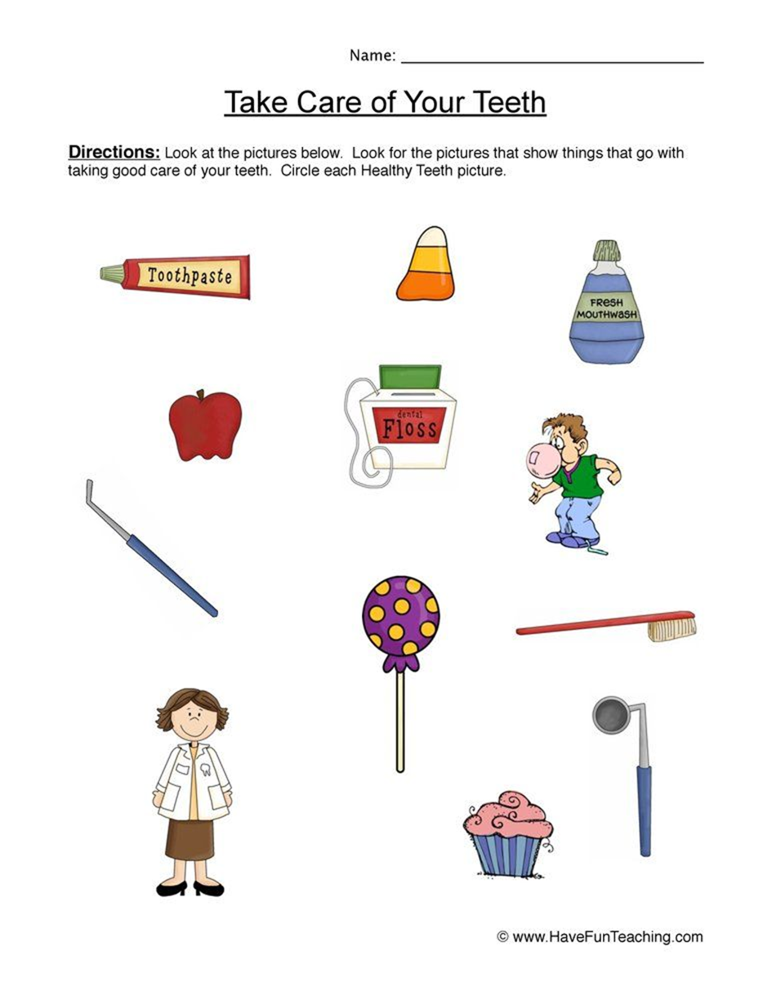 Name:
Take Care of Your Teeth
Directions: Look at the pictures below. Look for the pictures that show things that go with
taking good care of your teeth. Circle each Healthy Teeth picture.
Toothpaste
FRESH
MOUTHWASH
dental
Floss
© www.HaveFunTeaching.com